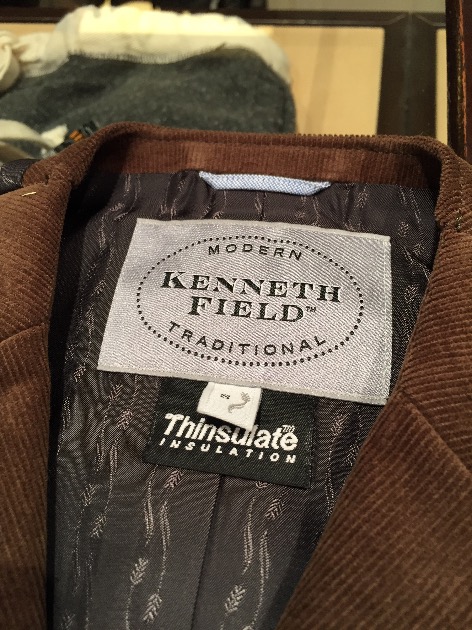 MODERN
KENNETH
FIELD™
TRADITIONAL
Thinsulate™
INSULATION